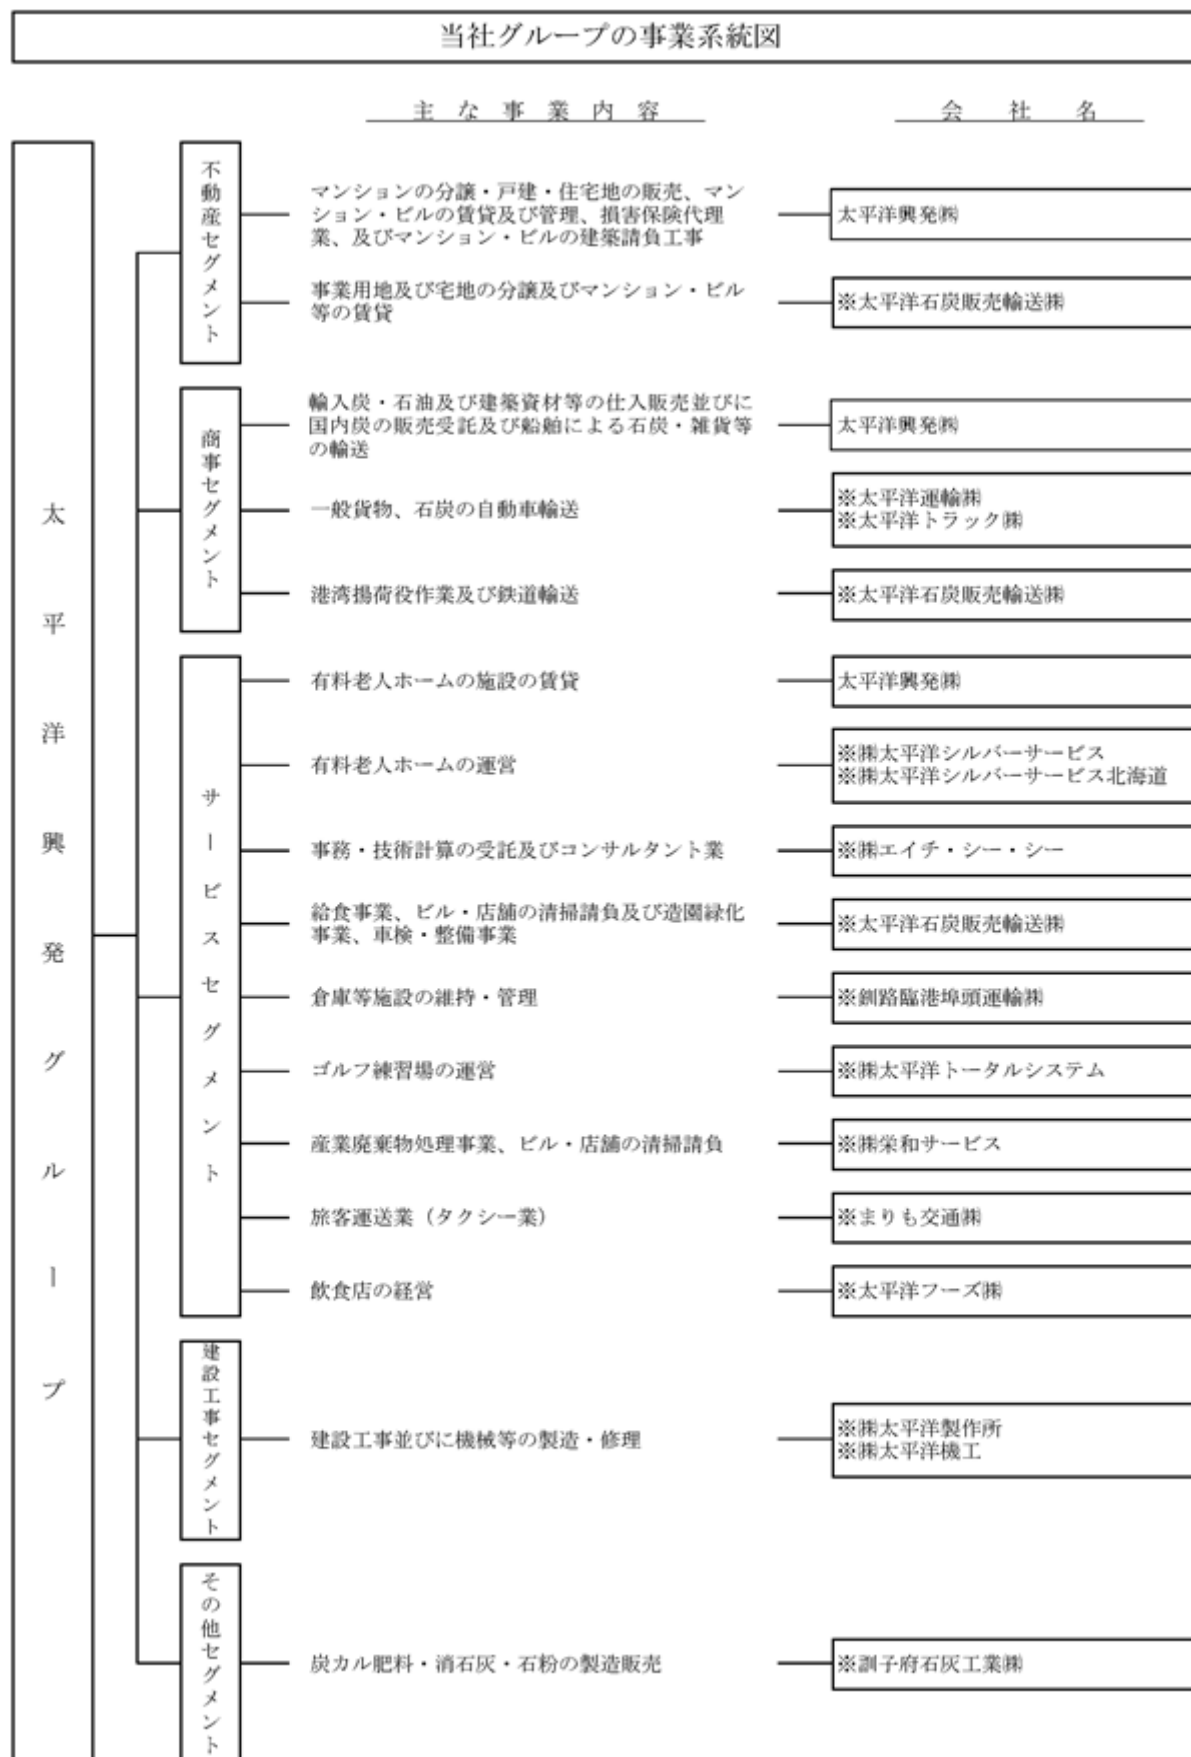 当社グループの事業系統図
主な事業内容
会社名
太平洋興発グループ
不動産セグメント
マンションの分譲・戸建・住宅地の販売、マン
ション・ビルの賃貸及び管理、損害保険代理
業、及びマンション・ビルの建築請負工事
太平洋興発㈱
事業用地及び宅地の分譲及びマンション・ビル
等の賃貸
※太平洋石炭販売輸送㈱
商事セグメント
輸入炭・石油及び建築資材等の仕入販売並びに
国内炭の販売受託及び船舶による石炭・雑貨等
の輸送
太平洋興発㈱
一般貨物、石炭の自動車輸送
※太平洋運輸㈱
※太平洋トラック㈱
港湾揚荷役作業及び鉄道輸送
※太平洋石炭販売輸送㈱
サービスセグメント
有料老人ホームの施設の賃貸
太平洋興発㈱
有料老人ホームの運営
※㈱太平洋シルバーサービス
※㈱太平洋シルバーサービス北海道
事務・技術計算の受託及びコンサルタント業
※㈱エイチ・シー・シー
給食事業、ビル・店舗の清掃請負及び造園緑化
事業、車検・整備事業
※太平洋石炭販売輸送㈱
倉庫等施設の維持・管理
※釧路臨港埠頭運輸㈱
ゴルフ練習場の運営
※㈱太平洋トータルシステム
産業廃棄物処理事業、ビル・店舗の清掃請負
※㈱栄和サービス
旅客運送業（タクシー業）
※まりも交通㈱
飲食店の経営
※太平洋フーズ㈱
建設工事セグメント
建設工事並びに機械等の製造・修理
※㈱太平洋製作所
※㈱太平洋機工
その他セグメント
炭カル肥料・消石灰・石粉の製造販売
※訓子府石灰工業㈱